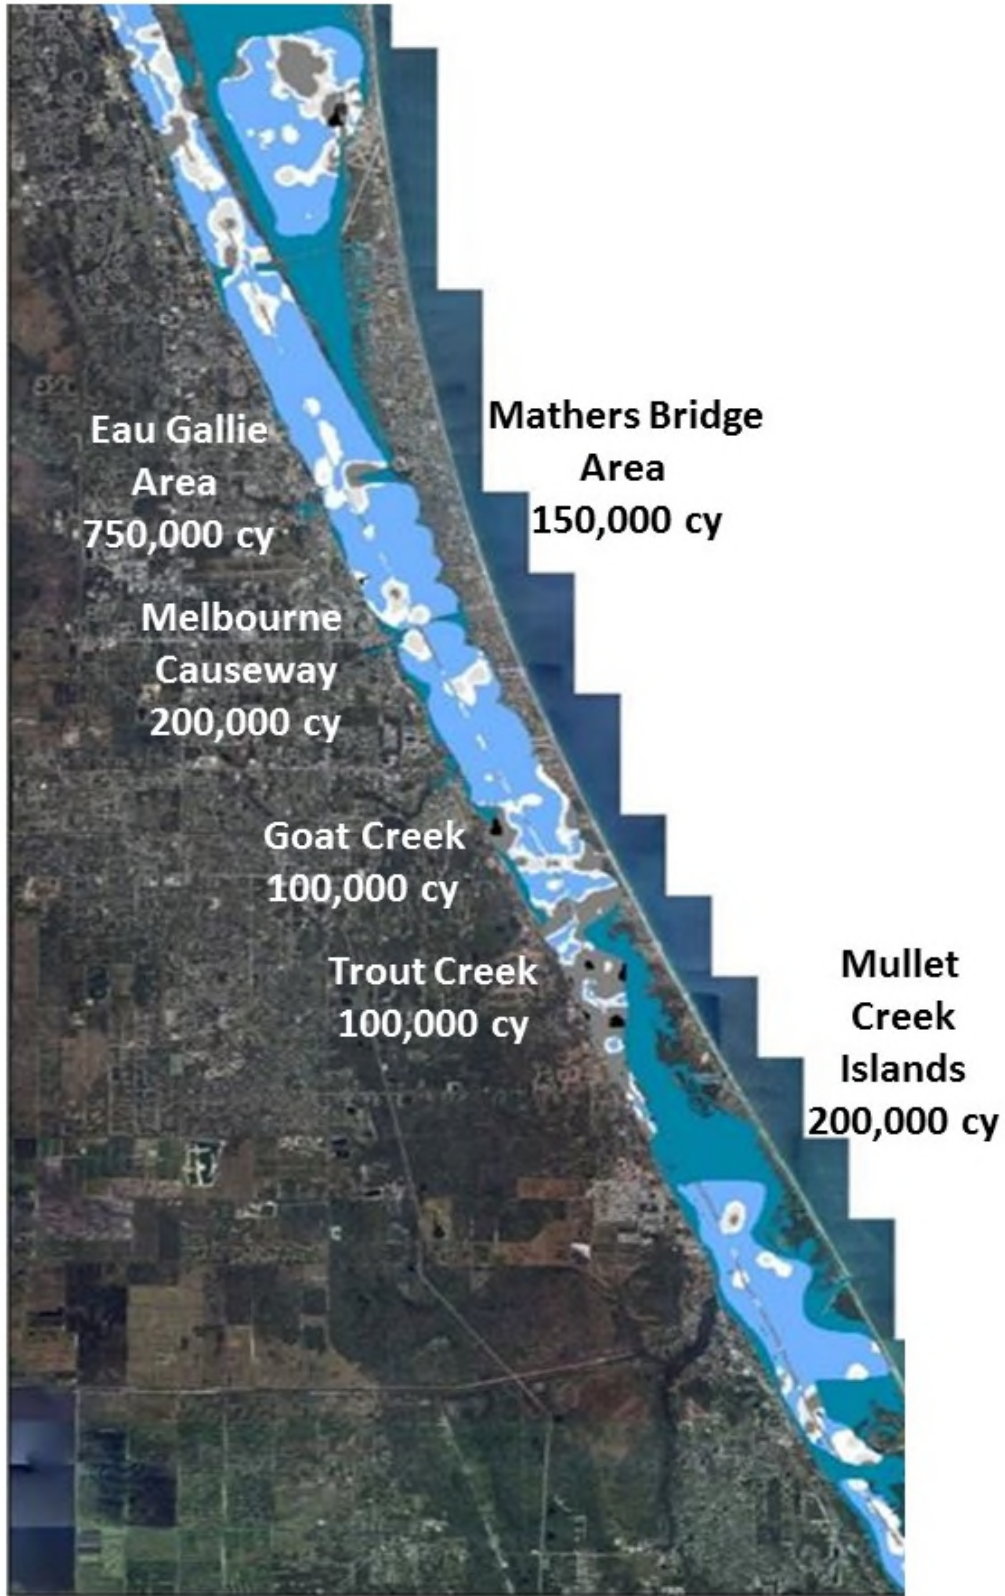 Eau Gallie
Area
750,000 cy
Mathers Bridge
Area
150,000 cy
Melbourne
Causeway
200,000 cy
Goat Creek
100,000 cy
Trout Creek
100,000 cy
Mullet
Creek
Islands
200,000 cy